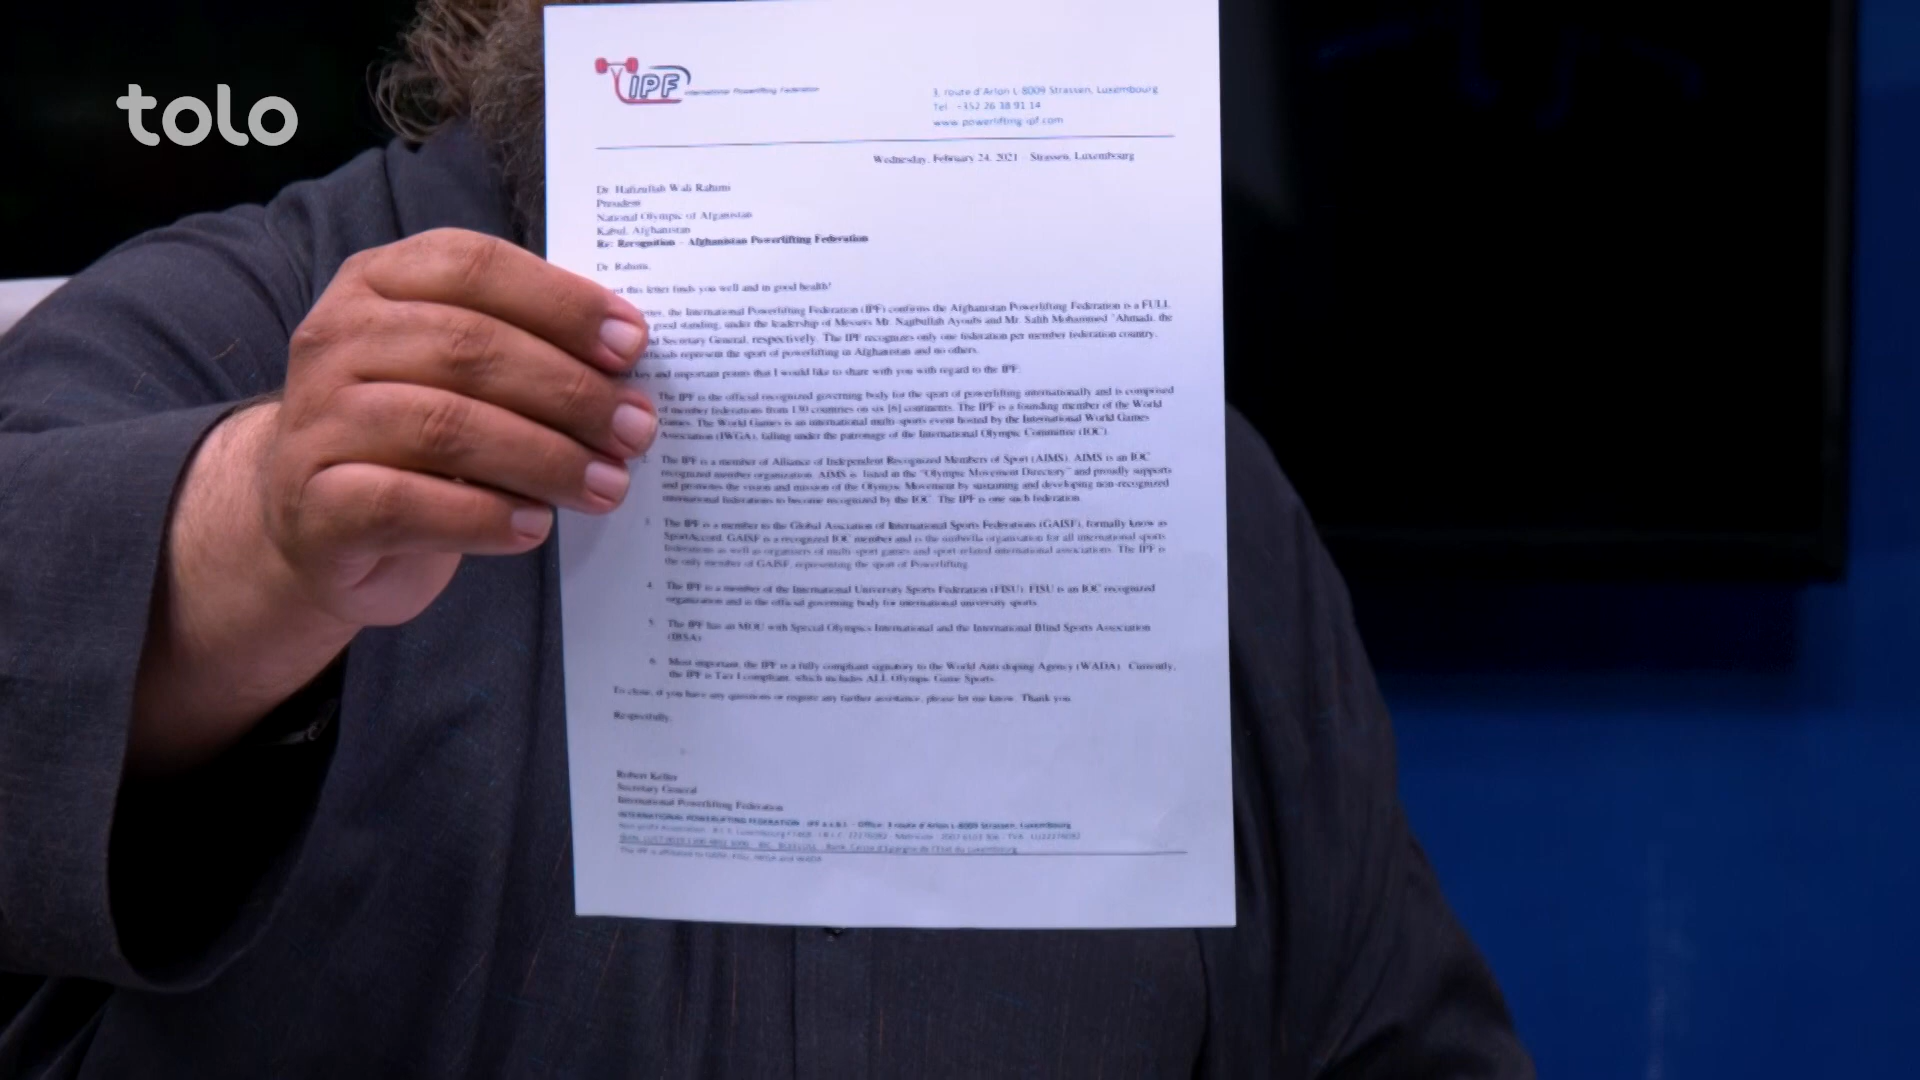 tolo
IPF International Powerlifting Federation
3, route d'Arlon L-8009 Strassen, Luxembourg
Tel: +352 26 38 91 14
www.powerlifting-ipf.com
Wednesday, February 24, 2021 Strassen, Luxembourg
Dr. Hafizullah Wali Rahimi
President
National Olympic of Afganistan
Kabul, Afghanistan
Re: Recognition – Afghanistan Powerlifting Federation
Dr. Rahimi,
this letter finds you well and in good health!
the International Powerlifting Federation (IPF) confirms the Afghanistan Powerlifting Federation is a FULL
good standing, under the leadership of Messers Mr. Najibullah Ayoubi and Mr. Salih Mohammed "Ahmadi, the
Secretary General, respectively. The IPF recognizes only one federation per member federation country.
represent the sport of powerlifting in Afghanistan and no others.
key and important points that I would like to share with you with regard to the IPF:
The IPF is the official recognized governing body for the sport of powerlifting internationally and is comprised
of member federations from 130 countries on six [6] continents. The IPF is a founding member of the World
Games. The World Games is an international multi-sports event hosted by the International World Games
Association (IWGA), falling under the patronage of the International Olympic Committee (IOC).
2. The IPF is a member of Alliance of Independent Recognized Members of Sport (AIMS). AIMS is an IOC
recognized member organization. AIMS is listed in the "Olympic Movement Directory" and proudly supports
and promotes the vision and mission of the Olympic Movement by sustaining and developing non-recognized
international federations to become recognized by the IOC. The IPF is one such federation.
3. The IPF is a member to the Global Association of International Sports Federations (GAISF), formally know as
SportAccord. GAISF is a recognized IOC member and is the umbrella organisation for all international sports
federations as well as organisers of multi-sport games and sport-related international associations. The IPF is
the only member of GAISF, representing the sport of Powerlifting.
4. The IPF is a member of the International University Sports Federation (FISU). FISU is an IOC recognized
organization and is the official governing body for international university sports.
5. The IPF has an MOU with Special Olympics International and the International Blind Sports Association
(IBSA)
6. Most important, the IPF is a fully compliant signatory to the World Anti-doping Agency (WADA). Currently,
the IPF is Tier 1 compliant, which includes ALL Olympic Game Sports.
To close, if you have any questions or require any further assistance, please let me know. Thank you
Respectfully,
Robert Keller
Secretary General
International Powerlifting Federation
INTERNATIONAL POWERLIFTING FEDERATION - IPF a.s.b.l. - Office: 3 route d'Arlon L-8009 Strassen, Luxembourg